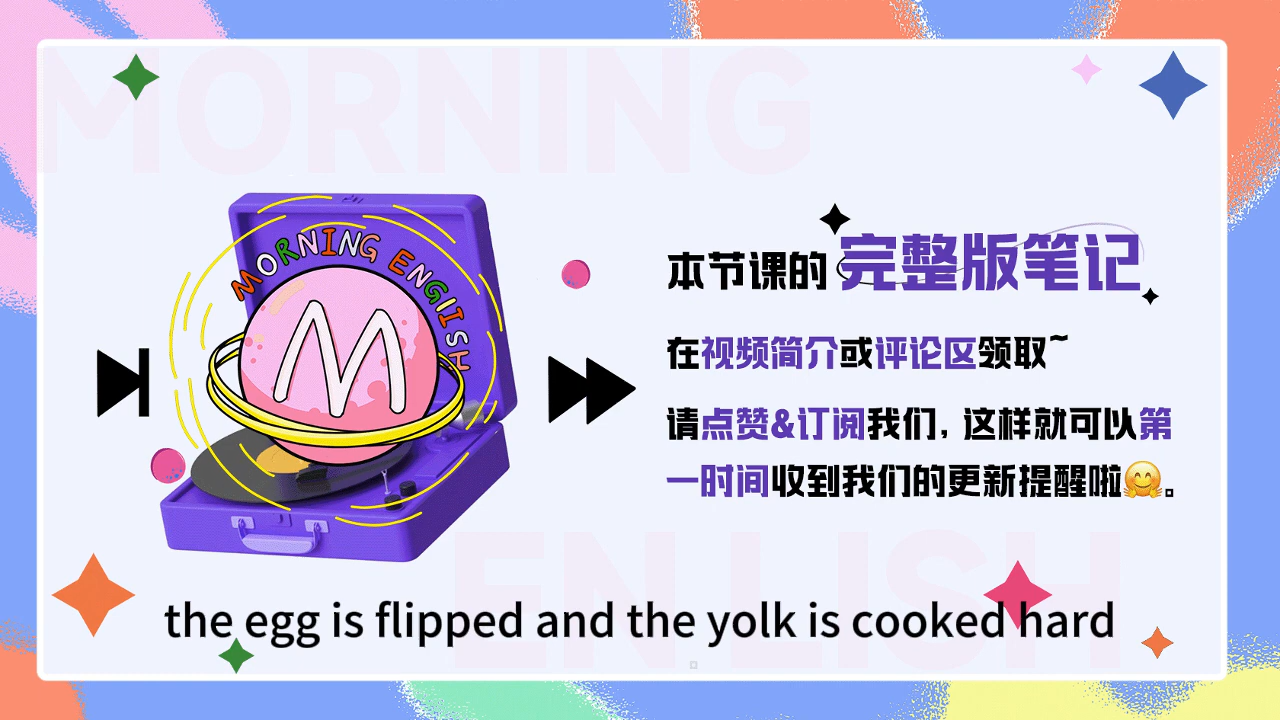 MORNING
MORNING ENGLISH
M
本节课的 完整版笔记
在视频简介或评论区领取~
请点赞&订阅我们，这样就可以第
一时间收到我们的更新提醒啦🤗。
EN LISH
the egg is flipped and the yolk is cooked hard